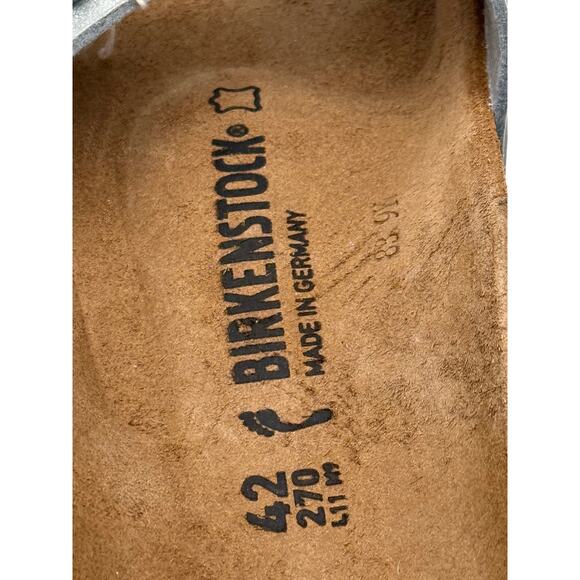 BIRKENSTOCK®
MADE IN GERMANY
42
270
L11 M9